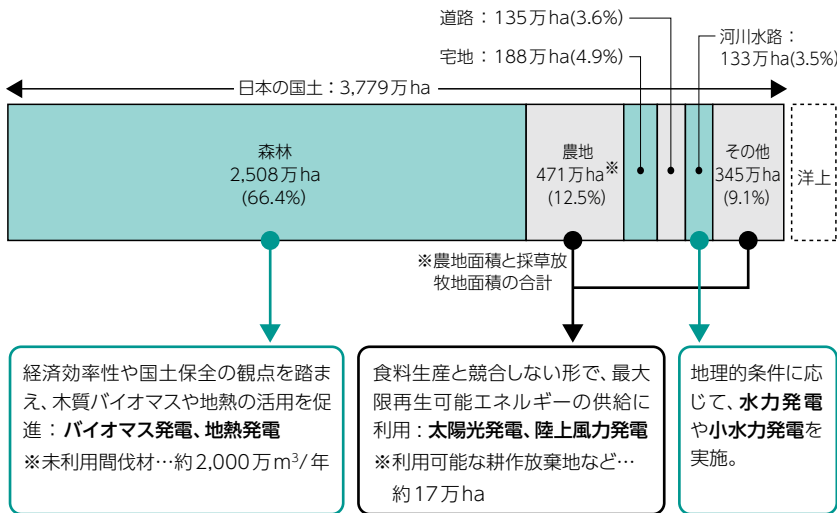 道路：135万ha(3.6%)
宅地：188万ha(4.9%)
河川水路：
133万ha(3.5%)
日本の国土：3,779万ha
森林
2,508万ha
(66.4%)
農地
471万ha※
(12.5%)
その他
345万ha
(9.1%)
洋上
※農地面積と採草放
牧地面積の合計
経済効率性や国土保全の観点を踏ま
え、木質バイオマスや地熱の活用を促
進：バイオマス発電、地熱発電
※未利用間伐材…約2,000万m³/年
食料生産と競合しない形で、最大
限再生可能エネルギーの供給に
利用：太陽光発電、陸上風力発電
※利用可能な耕作放棄地など…
約17万ha
地理的条件に応
じて、水力発電
や小水力発電を
実施。